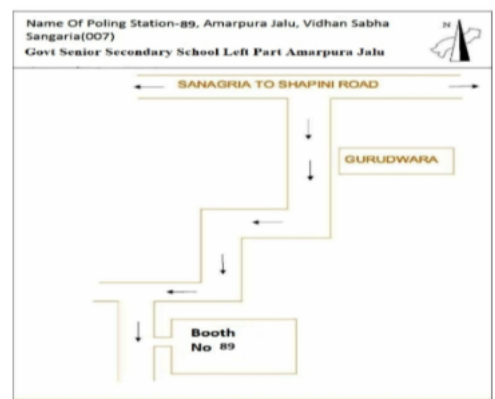 Name Of Poling Station-89, Amarpura Jalu, Vidhan Sabha
Sangaria(007)
Govt Senior Secondary School Left Part Amarpura Jalu
N
SANAGRIA TO SHAPINI ROAD
GURUDWARA
Booth
No 89